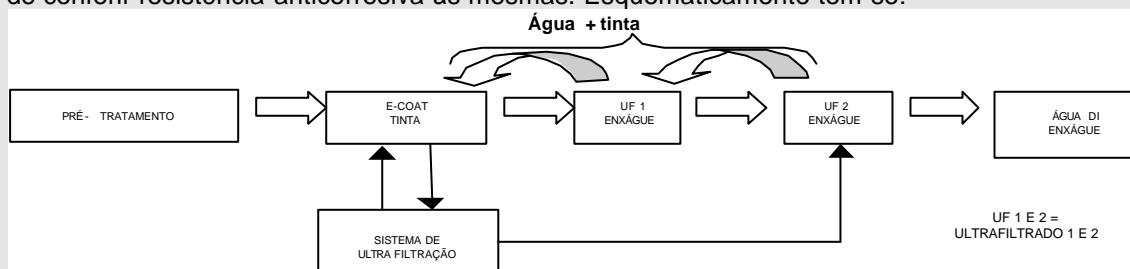 de conferir resistência anticorrosiva às mesmas. Esquematicamente tem-se:
Água + tinta
PRÉ - TRATAMENTO
E-COAT
TINTA
UF 1
ENXÁGUE
UF 2
ENXÁGUE
ÁGUA DI
ENXÁGUE
SISTEMA DE
ULTRA FILTRAÇÃO
UF 1 E 2 =
ULTRAFILTRADO 1 E 2